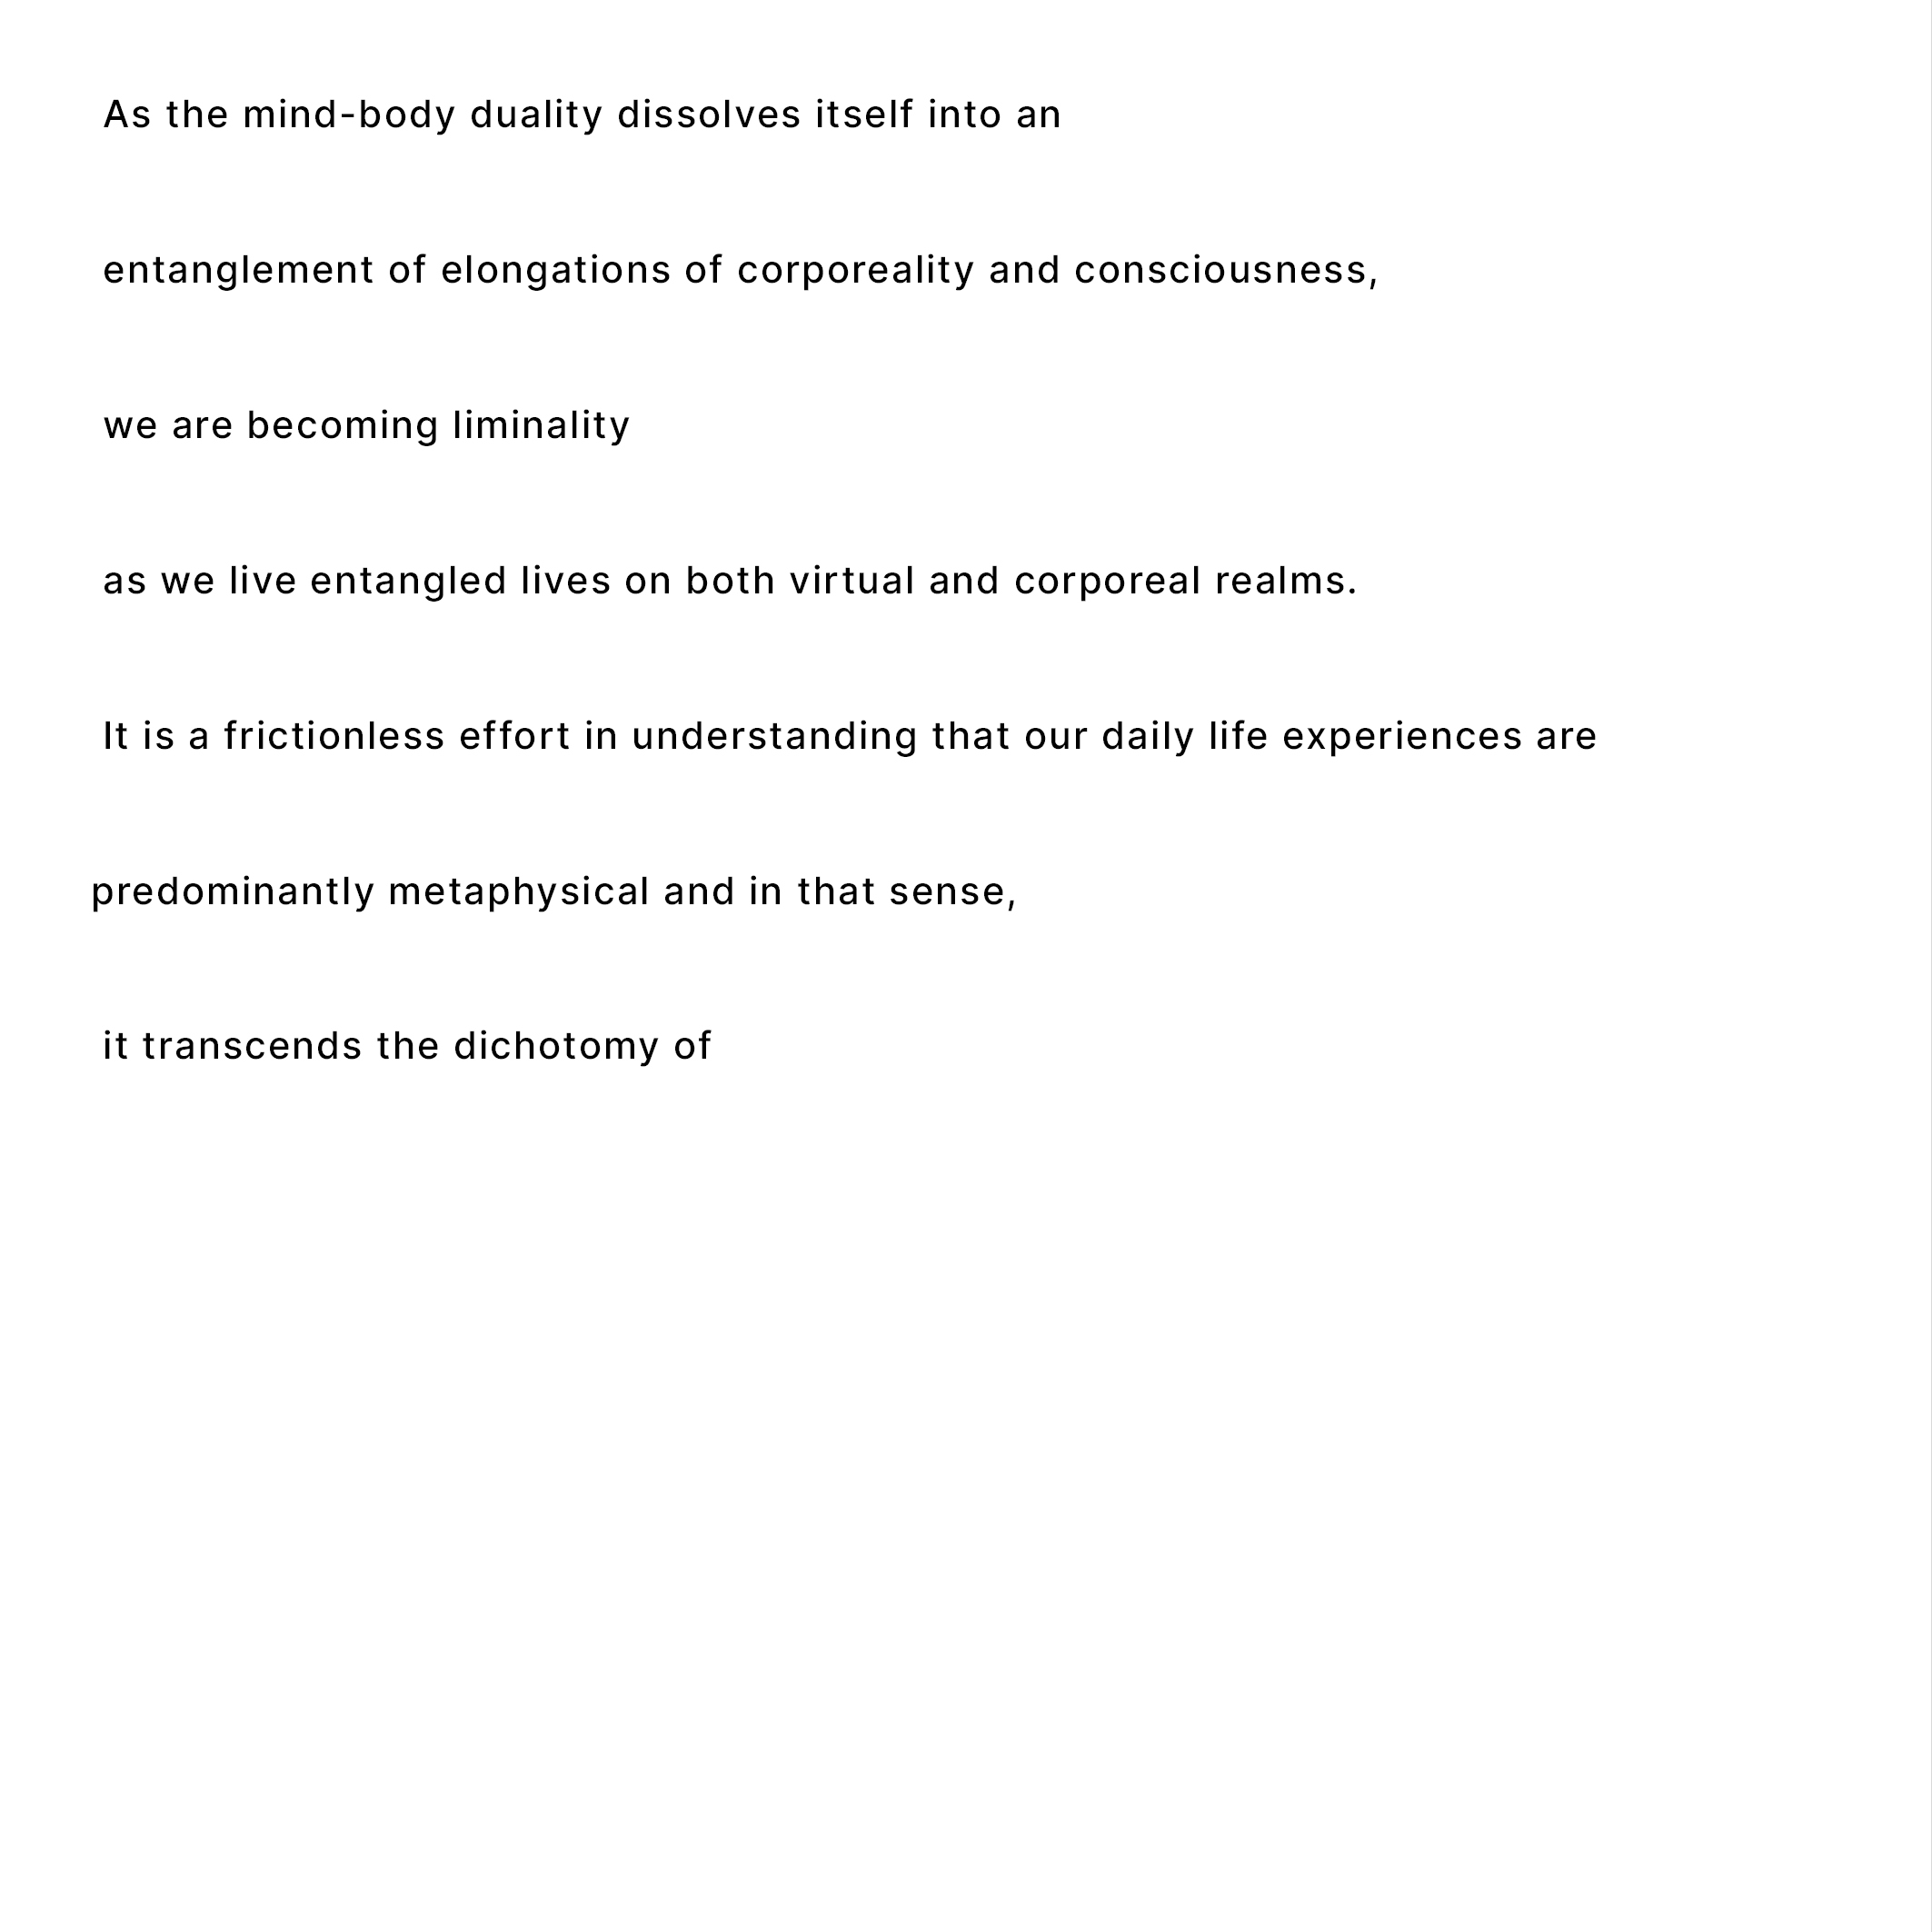 As the mind-body duality dissolves itself into an
entanglement of elongations of corporeality and consciousness,
we are becoming liminality
as we live entangled lives on both virtual and corporeal realms.
It is a frictionless effort in understanding that our daily life experiences are
predominantly metaphysical and in that sense,
it transcends the dichotomy of